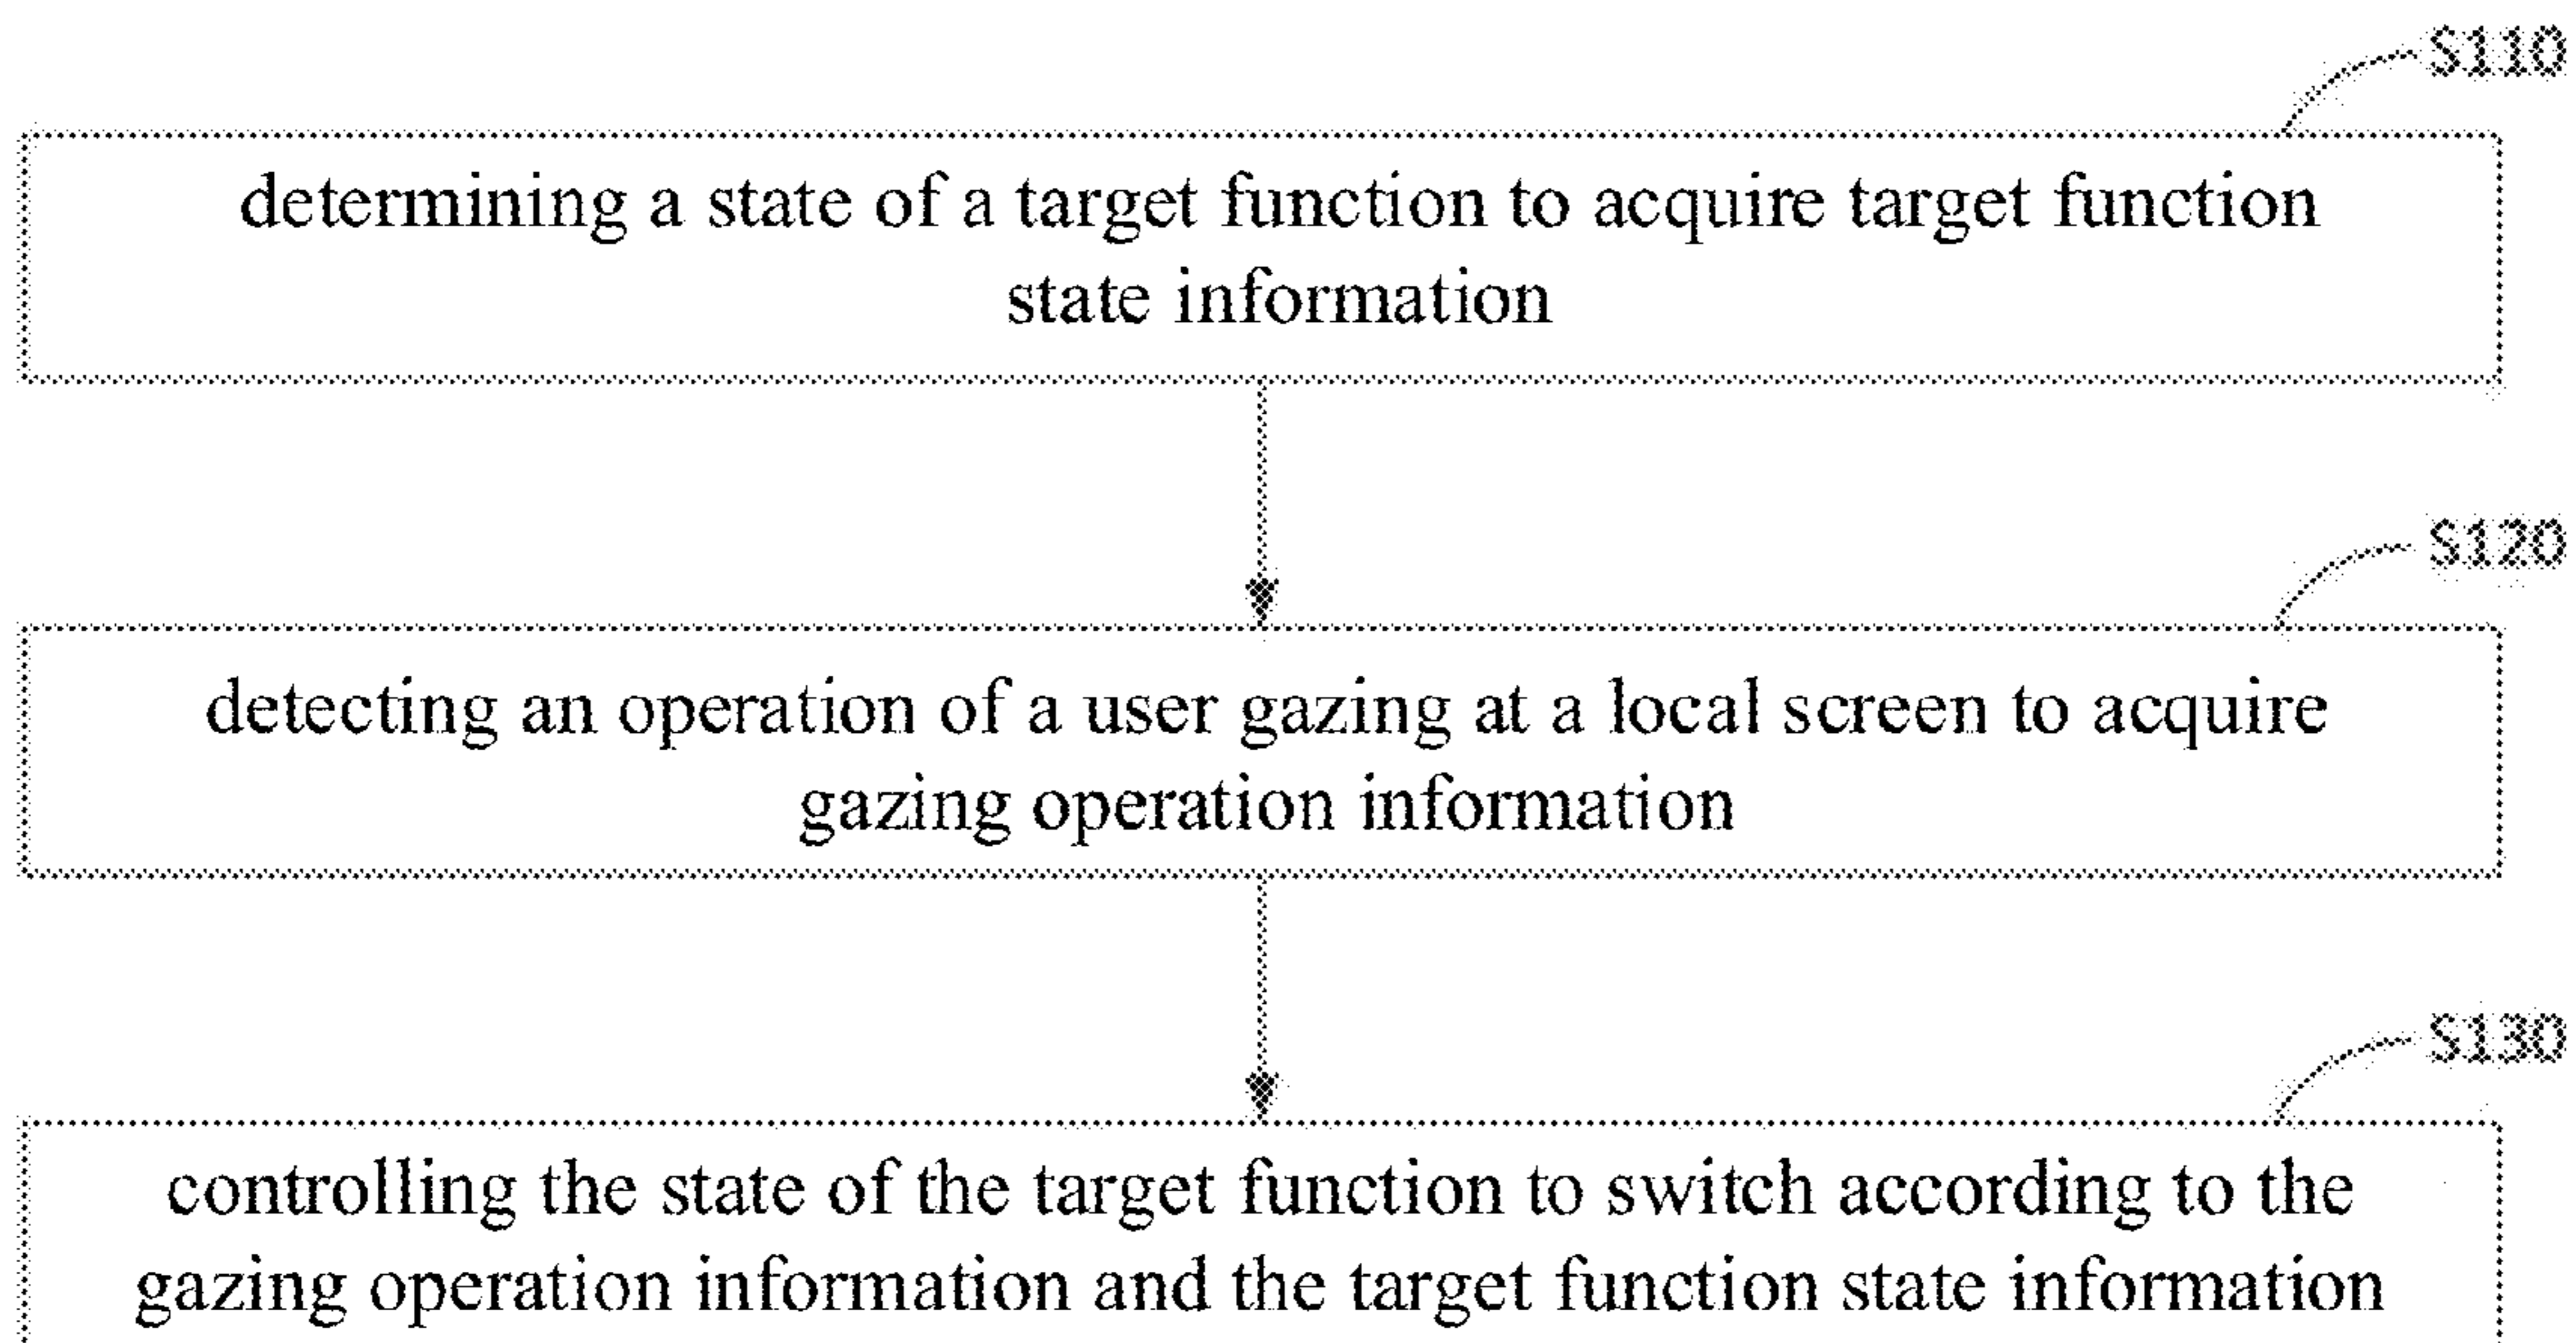 S110
determining a state of a target function to acquire target function
state information
S120
detecting an operation of a user gazing at a local screen to acquire
gazing operation information
S130
controlling the state of the target function to switch according to the
gazing operation information and the target function state information